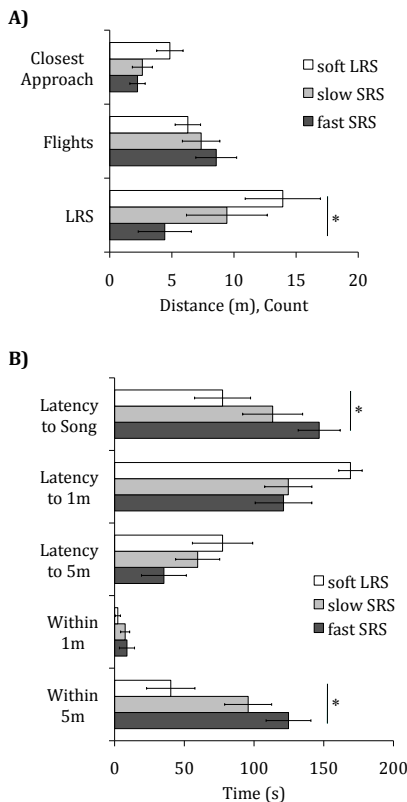 A)
Closest
Approach
Flights
LRS
soft LRS
slow SRS
fast SRS
*
0 5 10 15 20
Distance (m), Count
B)
Latency
to Song
Latency
to 1m
Latency
to 5m
Within
1m
Within
5m
*
soft LRS
slow SRS
fast SRS
*
0 50 100 150 200
Time (s)